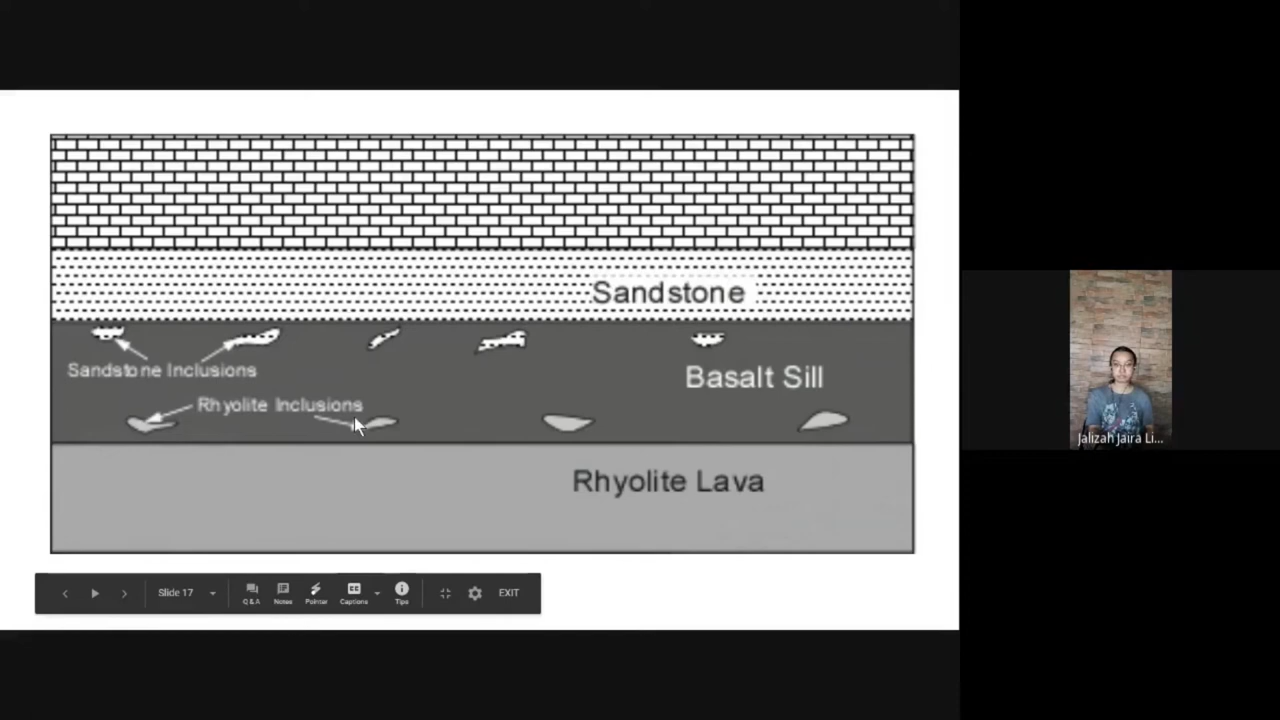 Sandstone
Sandstone Inclusions
Basalt Sill
Rhyolite Inclusions
Rhyolite Lava
Slide 17
Q & A
Notes
Pointer
Captions
Tips
EXIT
Jalizah Jaira Li...